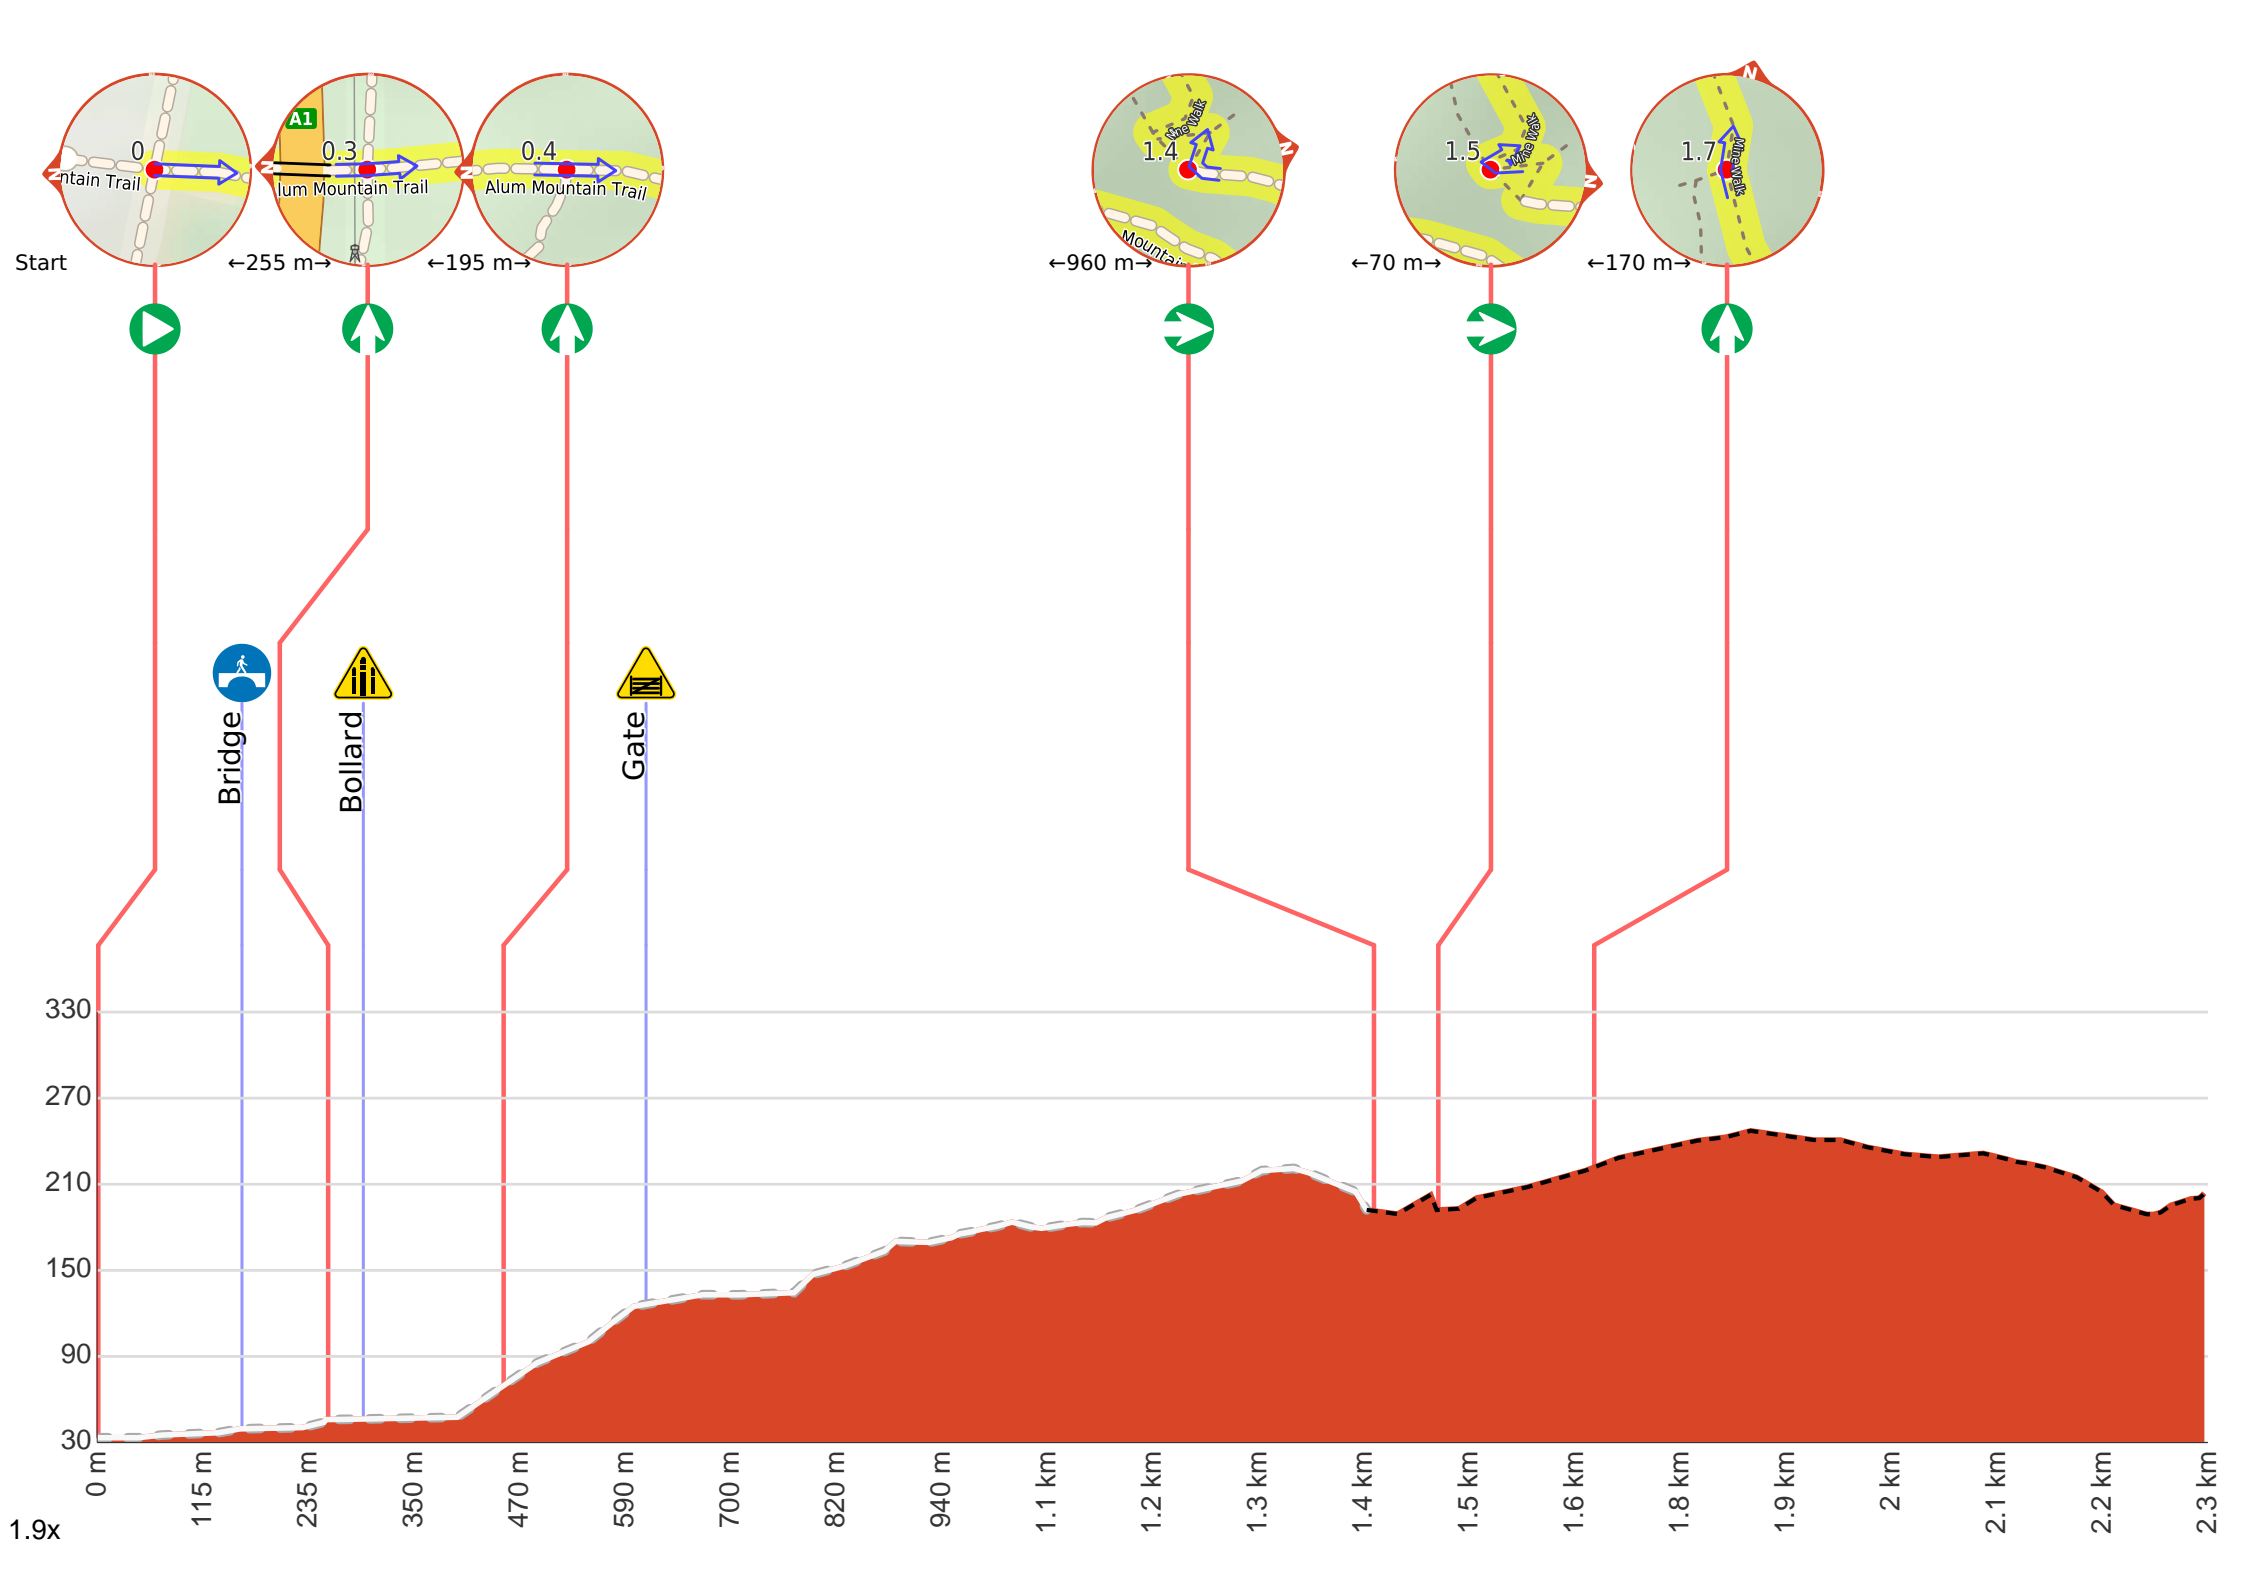 N
N
A1
0
0.3
0.4
1.4
1.5
1.7
ntain Trail
lum Mountain Trail
Alum Mountain Trail
N
Mine Walk
Mountain
N
Mine Walk
N
Mine Walk
N
Start
←255 m→
←195 m→
←960 m→
←70 m→
←170 m→
Bridge
Bollard
Gate
330
270
210
150
90
30
0 m
115 m
235 m
350 m
470 m
590 m
700 m
820 m
940 m
1.1 km
1.2 km
1.3 km
1.4 km
1.5 km
1.6 km
1.8 km
1.9 km
2 km
2.1 km
2.2 km
2.3 km
1.9x